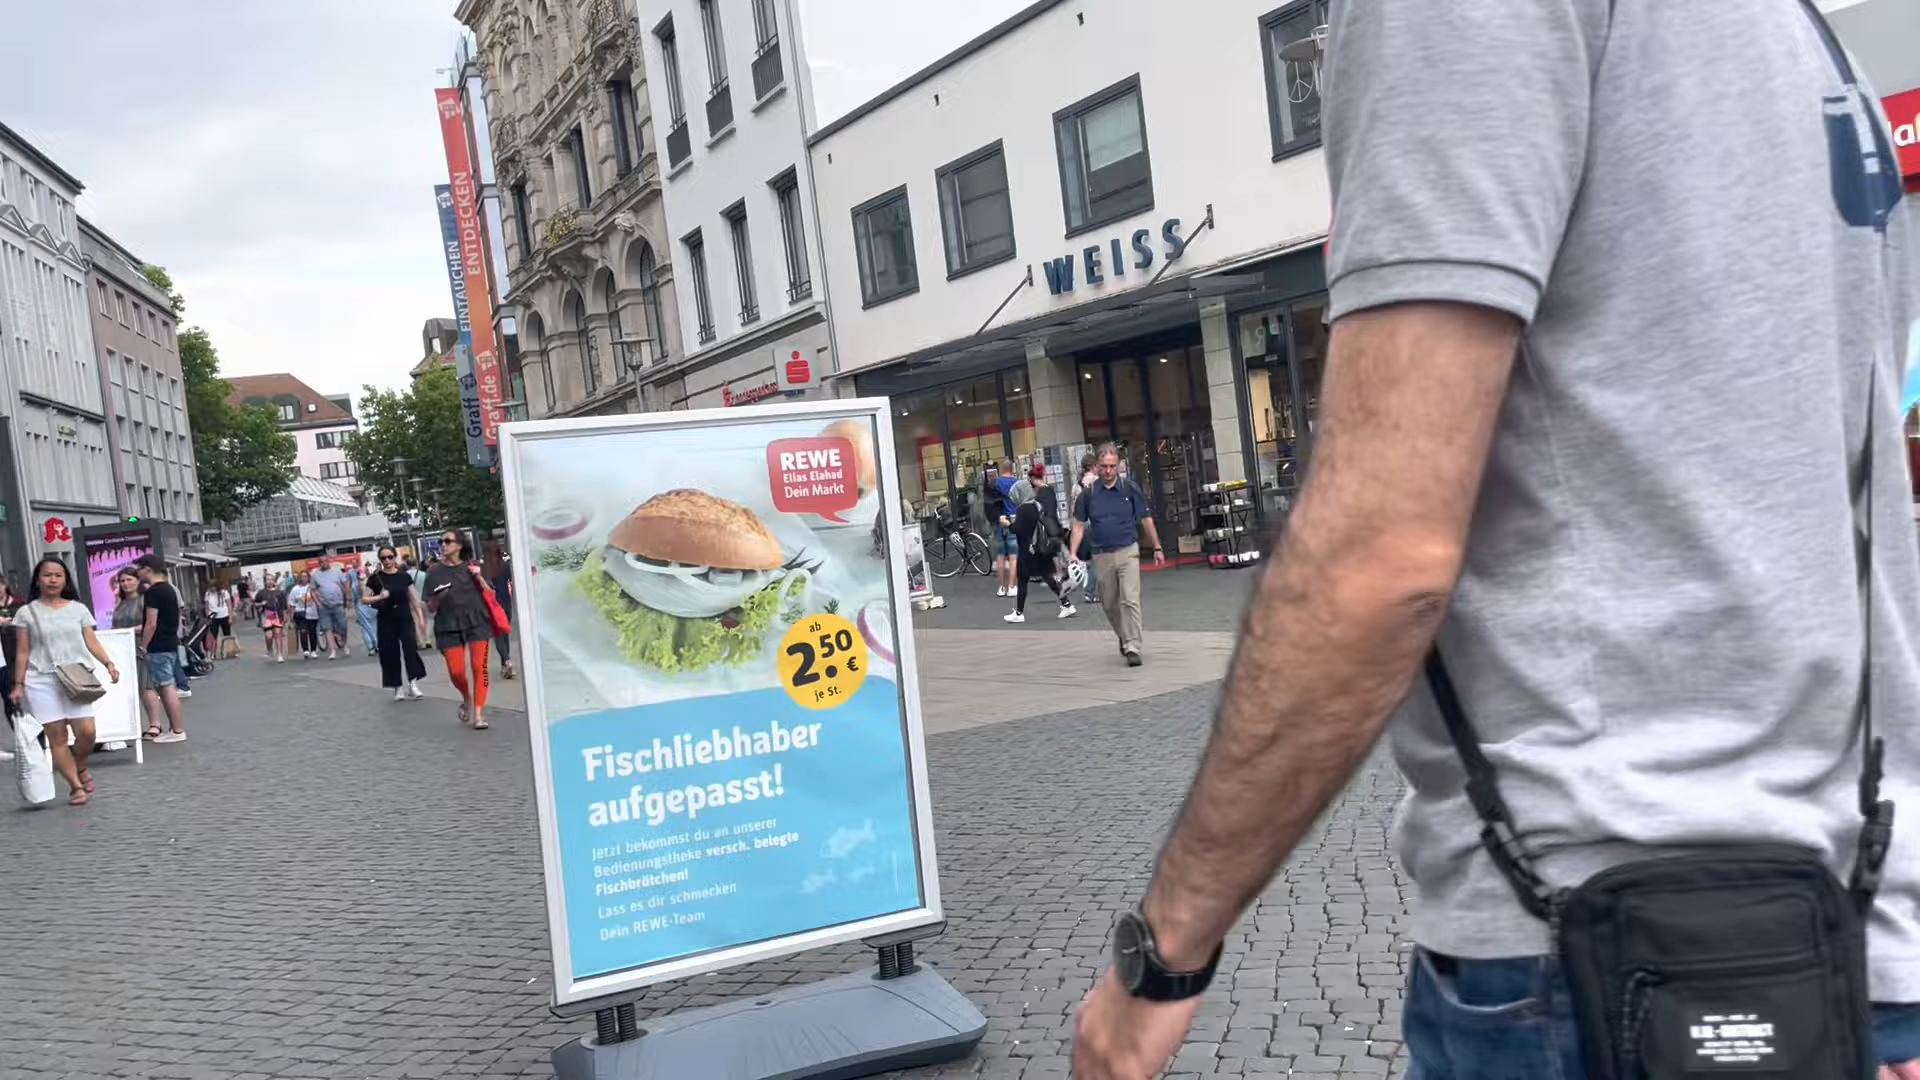 EINTAUCHEN
Graff
ENTDECKEN
Graff.de
WEISS
REWE
Elias Elahad
Dein Markt
ab
2.50
€
je St.
Fischliebhaber
aufgepasst!
Jetzt bekommst du an unserer
Bedienungstheke versch. belegte
Fischbrötchen!
Lass es dir schmecken
Dein REWE-Team